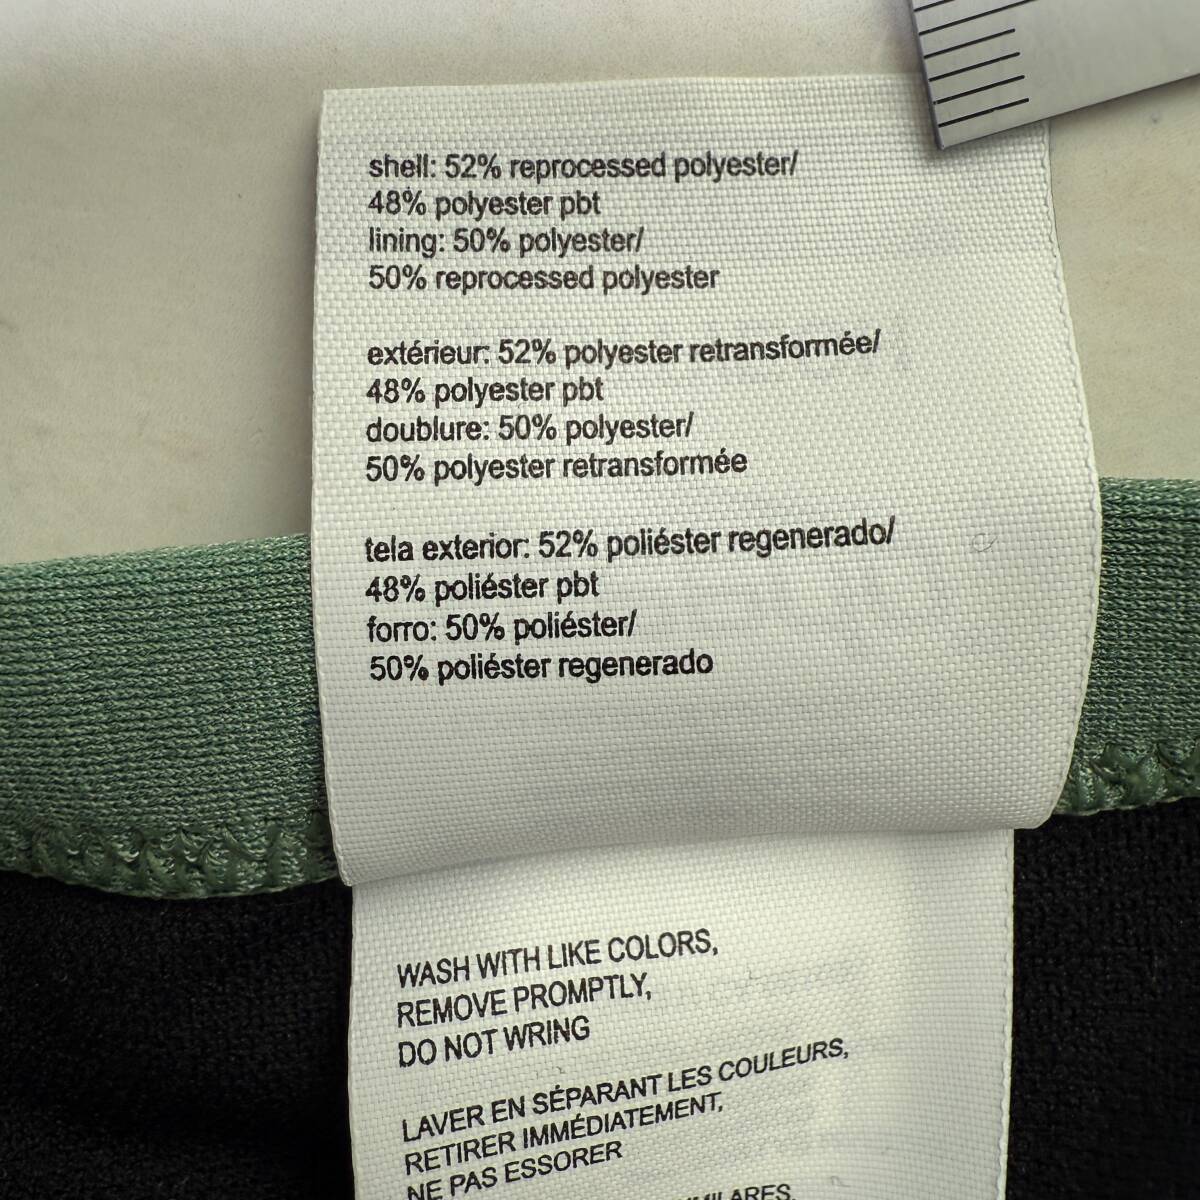 shell: 52% reprocessed polyester/
48% polyester pbt
lining: 50% polyester/
50% reprocessed polyester
extérieur: 52% polyester retransformée/
48% polyester pbt
doublure: 50% polyester/
50% polyester retransformée
tela exterior: 52% poliéster regenerado/
48% poliéster pbt
forro: 50% poliéster/
50% poliéster regenerado
WASH WITH LIKE COLORS,
REMOVE PROMPTLY,
DO NOT WRING
LAVER EN SÉPARANT LES COULEURS,
RETIRER IMMÉDIATEMENT,
NE PAS ESSORER